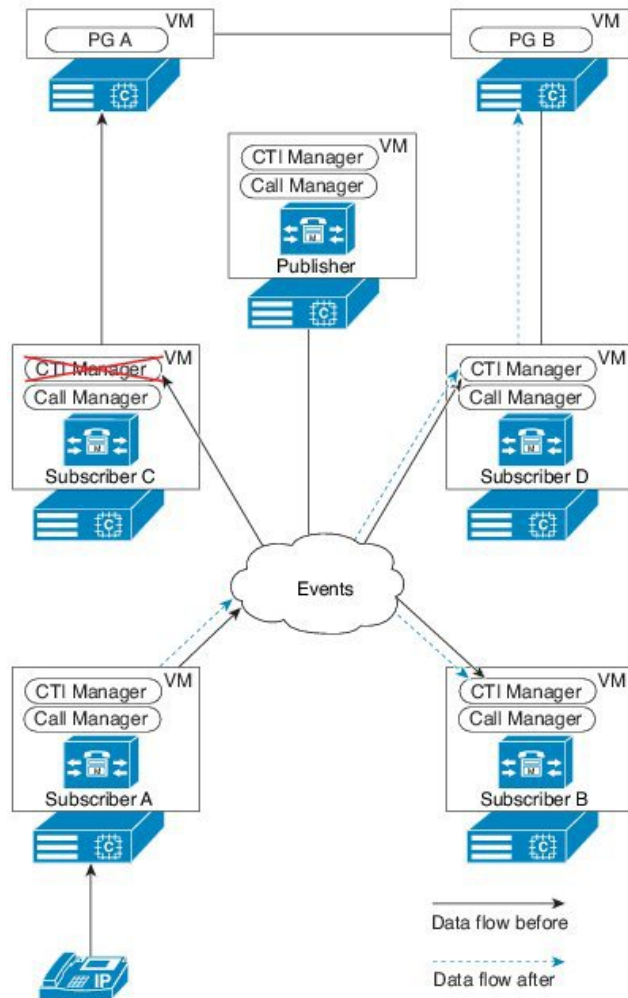 VM
PG A
C
VM
PG B
C
VM
CTI Manager
Call Manager
M
Publisher
C
VM
CTI Manager
Call Manager
M
Subscriber C
C
VM
CTI Manager
Call Manager
M
Subscriber D
C
Events
VM
CTI Manager
Call Manager
M
Subscriber A
C
VM
CTI Manager
Call Manager
M
Subscriber B
C
IP
Data flow before
Data flow after